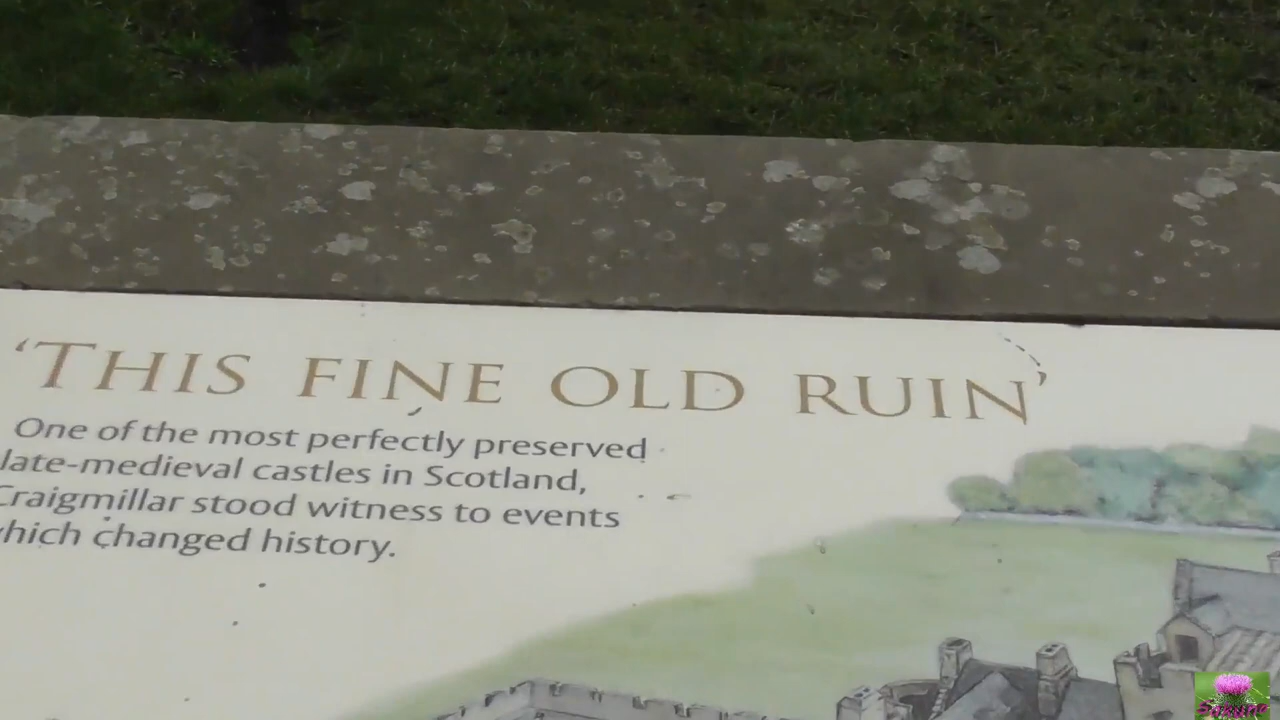 'THIS FINE OLD RUIN'
One of the most perfectly preserved
late-medieval castles in Scotland,
Craigmillar stood witness to events
which changed history.